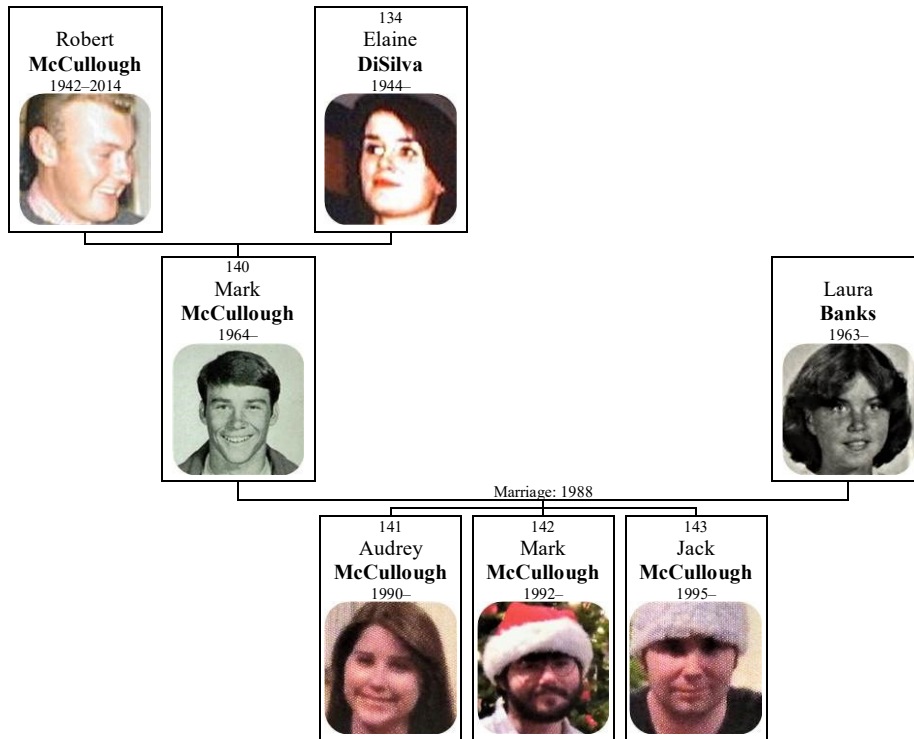 Robert
McCullough
1942–2014
134
Elaine
DiSilva
1944–
140
Mark
McCullough
1964–
Laura
Banks
1963–
Marriage: 1988
141
Audrey
McCullough
1990–
142
Mark
McCullough
1992–
143
Jack
McCullough
1995–